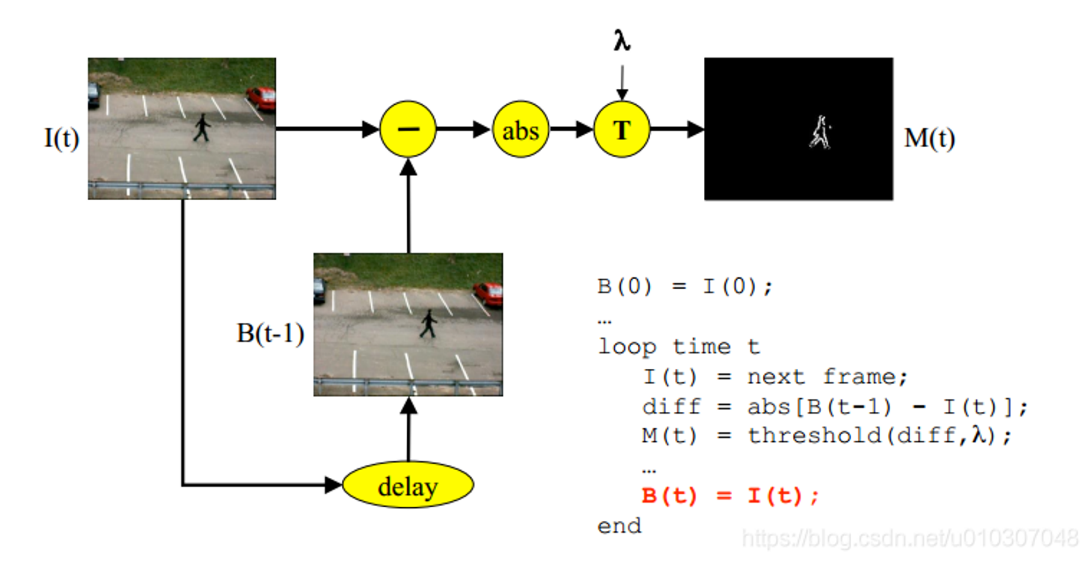 λ
I(t)
−
abs
T
M(t)
B(t-1)
delay
B(0) = I(0);
…
loop time t
I(t) = next frame;
diff = abs[B(t-1) - I(t)];
M(t) = threshold(diff,λ);
…
B(t) = I(t);
end
https://blog.csdn.net/u010307048